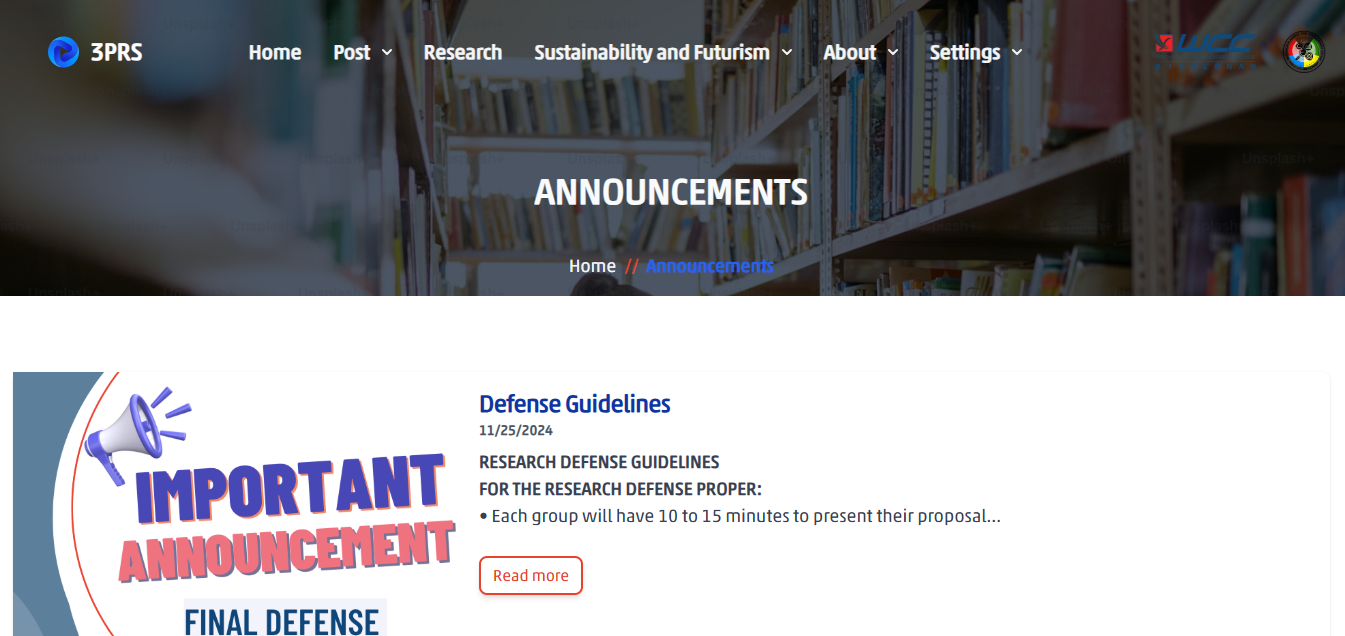 3PRS
Home
Post
Research
Sustainability and Futurism
About
Settings
WCC
ANNOUNCEMENTS
Home // Announcements
Unsplash+
IMPORTANT
ANNOUNCEMENT
FINAL DEFENSE
Defense Guidelines
11/25/2024
RESEARCH DEFENSE GUIDELINES
FOR THE RESEARCH DEFENSE PROPER:
• Each group will have 10 to 15 minutes to present their proposal...
Read more